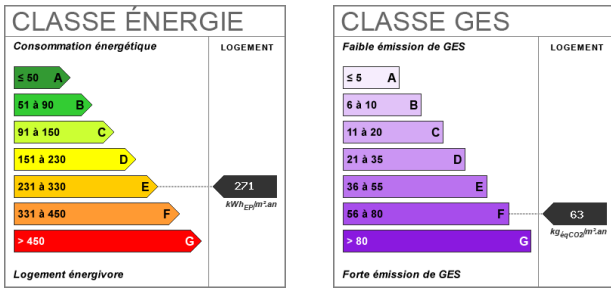 CLASSE ÉNERGIE
Consommation énergétique
LOGEMENT
≤ 50 A
51 à 90 B
91 à 150 C
151 à 230 D
231 à 330 E
271
kWhEP/m².an
331 à 450 F
> 450 G
Logement énergivore
CLASSE GES
Faible émission de GES
LOGEMENT
≤ 5 A
6 à 10 B
11 à 20 C
21 à 35 D
36 à 55 E
56 à 80 F
63
kgéqCO2/m².an
> 80 G
Forte émission de GES